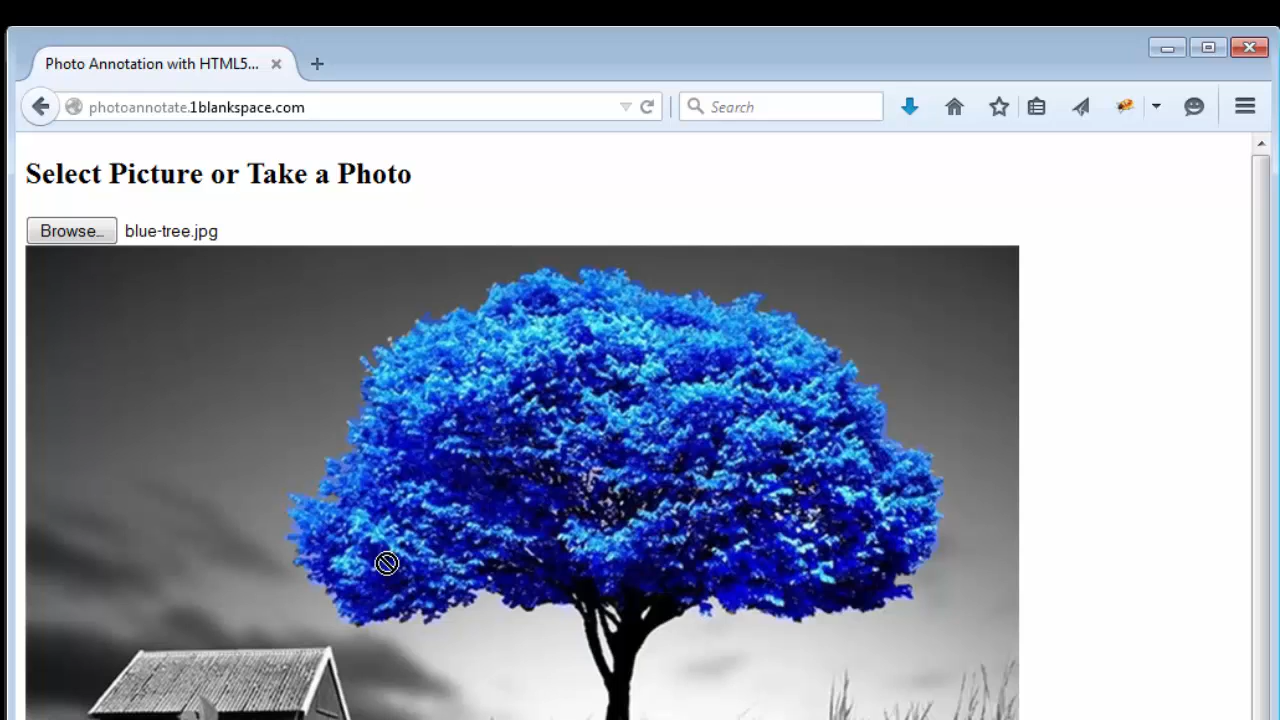 Photo Annotation with HTML5...
photoannotate.1blankspace.com
Search
Select Picture or Take a Photo
Browse... blue-tree.jpg